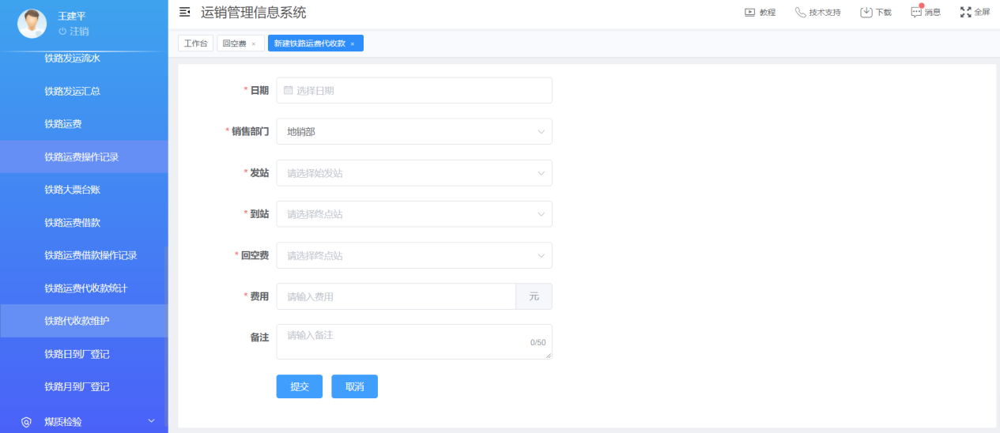 王建平
注销
铁路发运流水
铁路发运汇总
铁路运费
铁路运费操作记录
铁路大票台账
铁路运费借款
铁路运费借款操作记录
铁路运费代收款统计
铁路代收款维护
铁路日到厂登记
铁路月到厂登记
煤质检验
运销管理信息系统
教程 技术支持 下载 消息 全屏
工作台 回空费 × 新建铁路运费代收款 ×
* 日期 选择日期
* 销售部门 地销部
* 发站 请选择始发站
* 到站 请选择终点站
* 回空费 请选择终点站
* 费用 请输入费用 元
备注 请输入备注 0/50
提交 取消